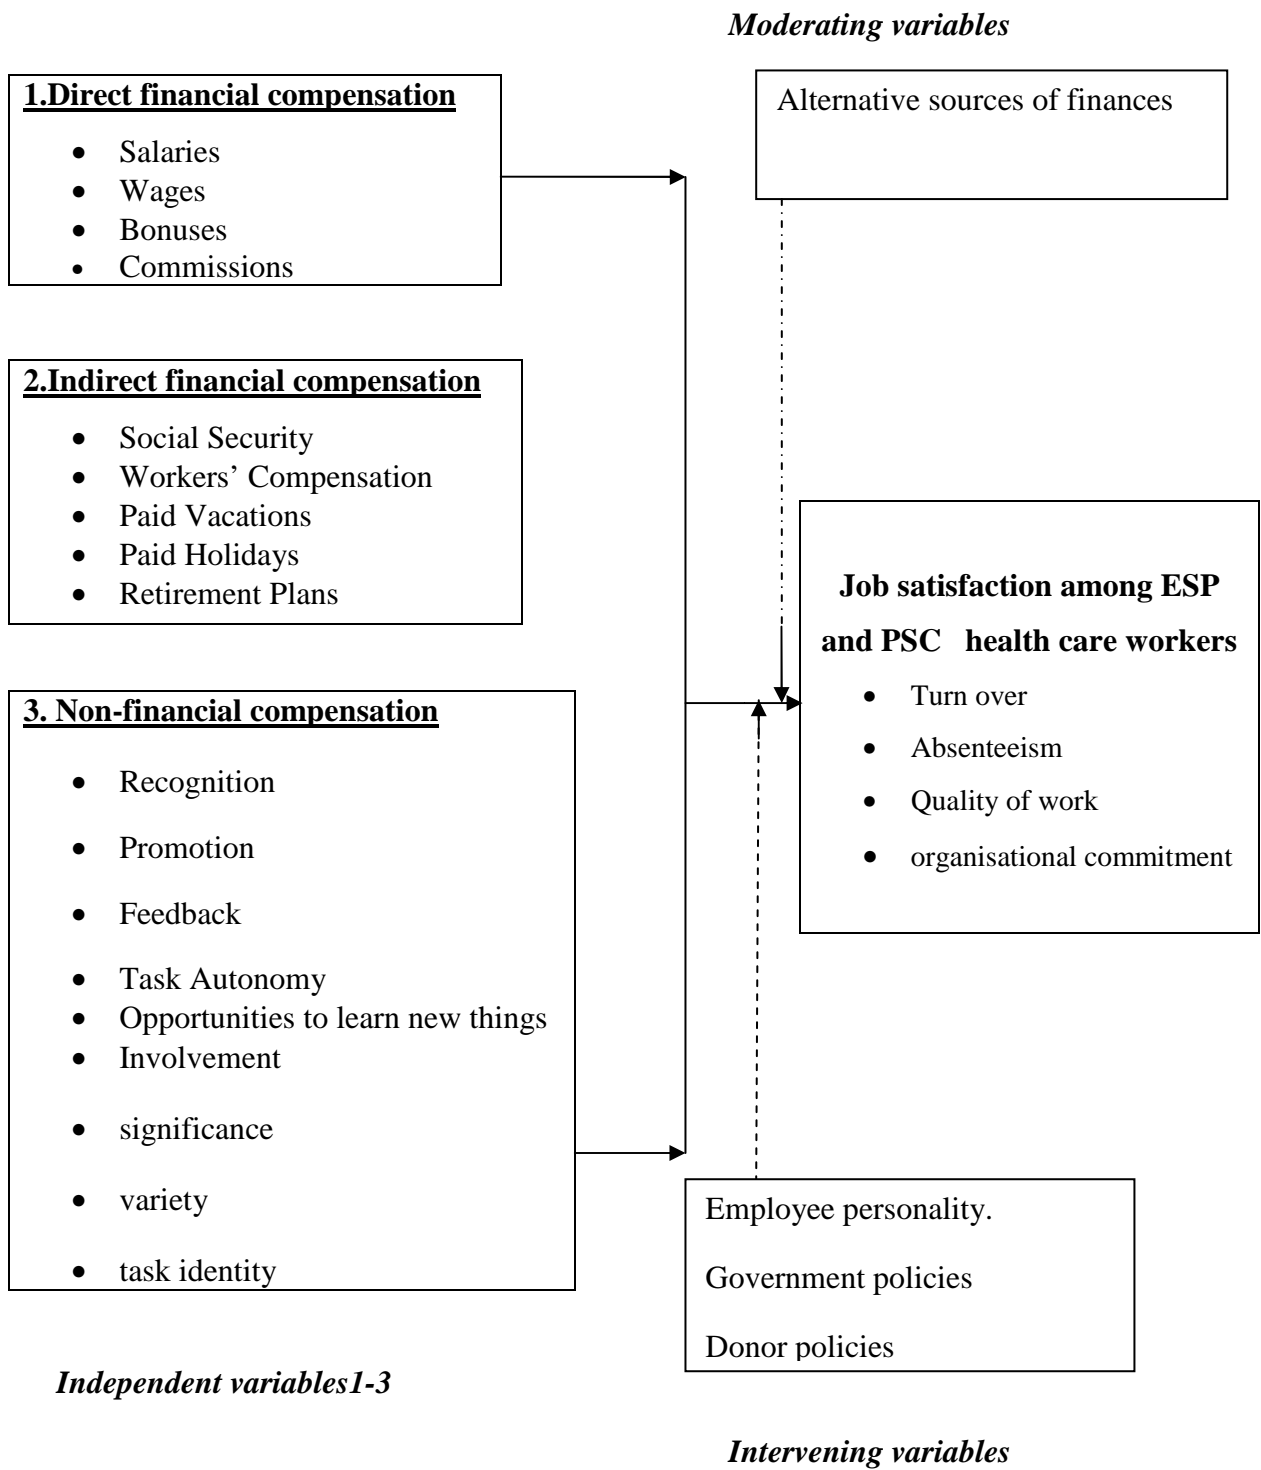 Moderating variables
1.Direct financial compensation
• Salaries
• Wages
• Bonuses
• Commissions
Alternative sources of finances
2.Indirect financial compensation
• Social Security
• Workers’ Compensation
• Paid Vacations
• Paid Holidays
• Retirement Plans
Job satisfaction among ESP
and PSC health care workers
• Turn over
• Absenteeism
• Quality of work
• organisational commitment
3. Non-financial compensation
• Recognition
• Promotion
• Feedback
• Task Autonomy
• Opportunities to learn new things
• Involvement
• significance
• variety
• task identity
Employee personality.
Government policies
Donor policies
Independent variables1-3
Intervening variables